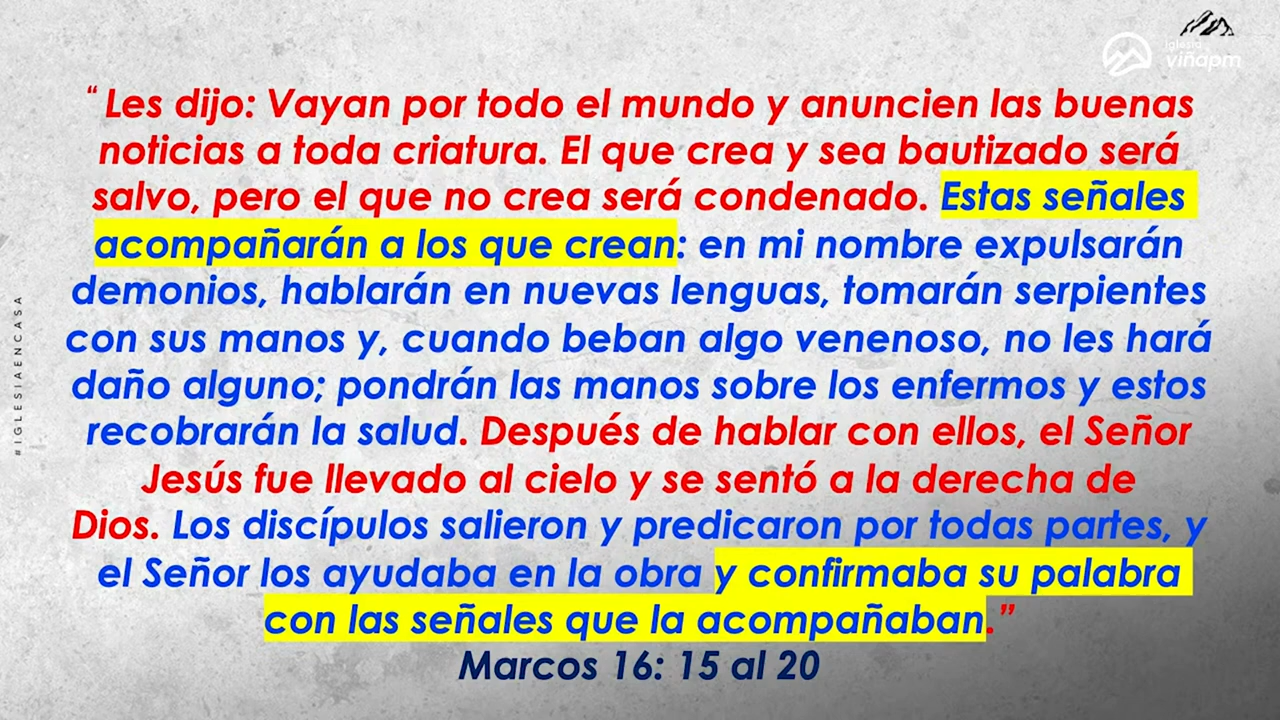 iglesia
viñapm
#IGLESIAENCASA
“ Les dijo: Vayan por todo el mundo y anuncien las buenas
noticias a toda criatura. El que crea y sea bautizado será
salvo, pero el que no crea será condenado. Estas señales
acompañarán a los que crean: en mi nombre expulsarán
demonios, hablarán en nuevas lenguas, tomarán serpientes
con sus manos y, cuando beban algo venenoso, no les hará
daño alguno; pondrán las manos sobre los enfermos y estos
recobrarán la salud. Después de hablar con ellos, el Señor
Jesús fue llevado al cielo y se sentó a la derecha de
Dios. Los discípulos salieron y predicaron por todas partes, y
el Señor los ayudaba en la obra y confirmaba su palabra
con las señales que la acompañaban.”
Marcos 16: 15 al 20